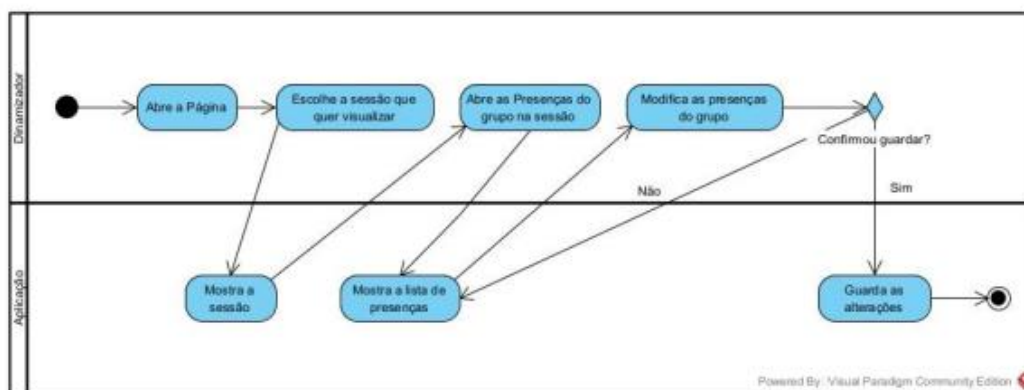 Dinamizador
Abre a Página
Escolhe a sessão que
quer visualizar
Abre as Presenças do
grupo na sessão
Modifica as presenças
do grupo
Confirmou guardar?
Não
Sim
Aplicação
Mostra a
sessão
Mostra a lista de
presenças
Guarda as
alterações
Powered By: Visual Paradigm Community Edition